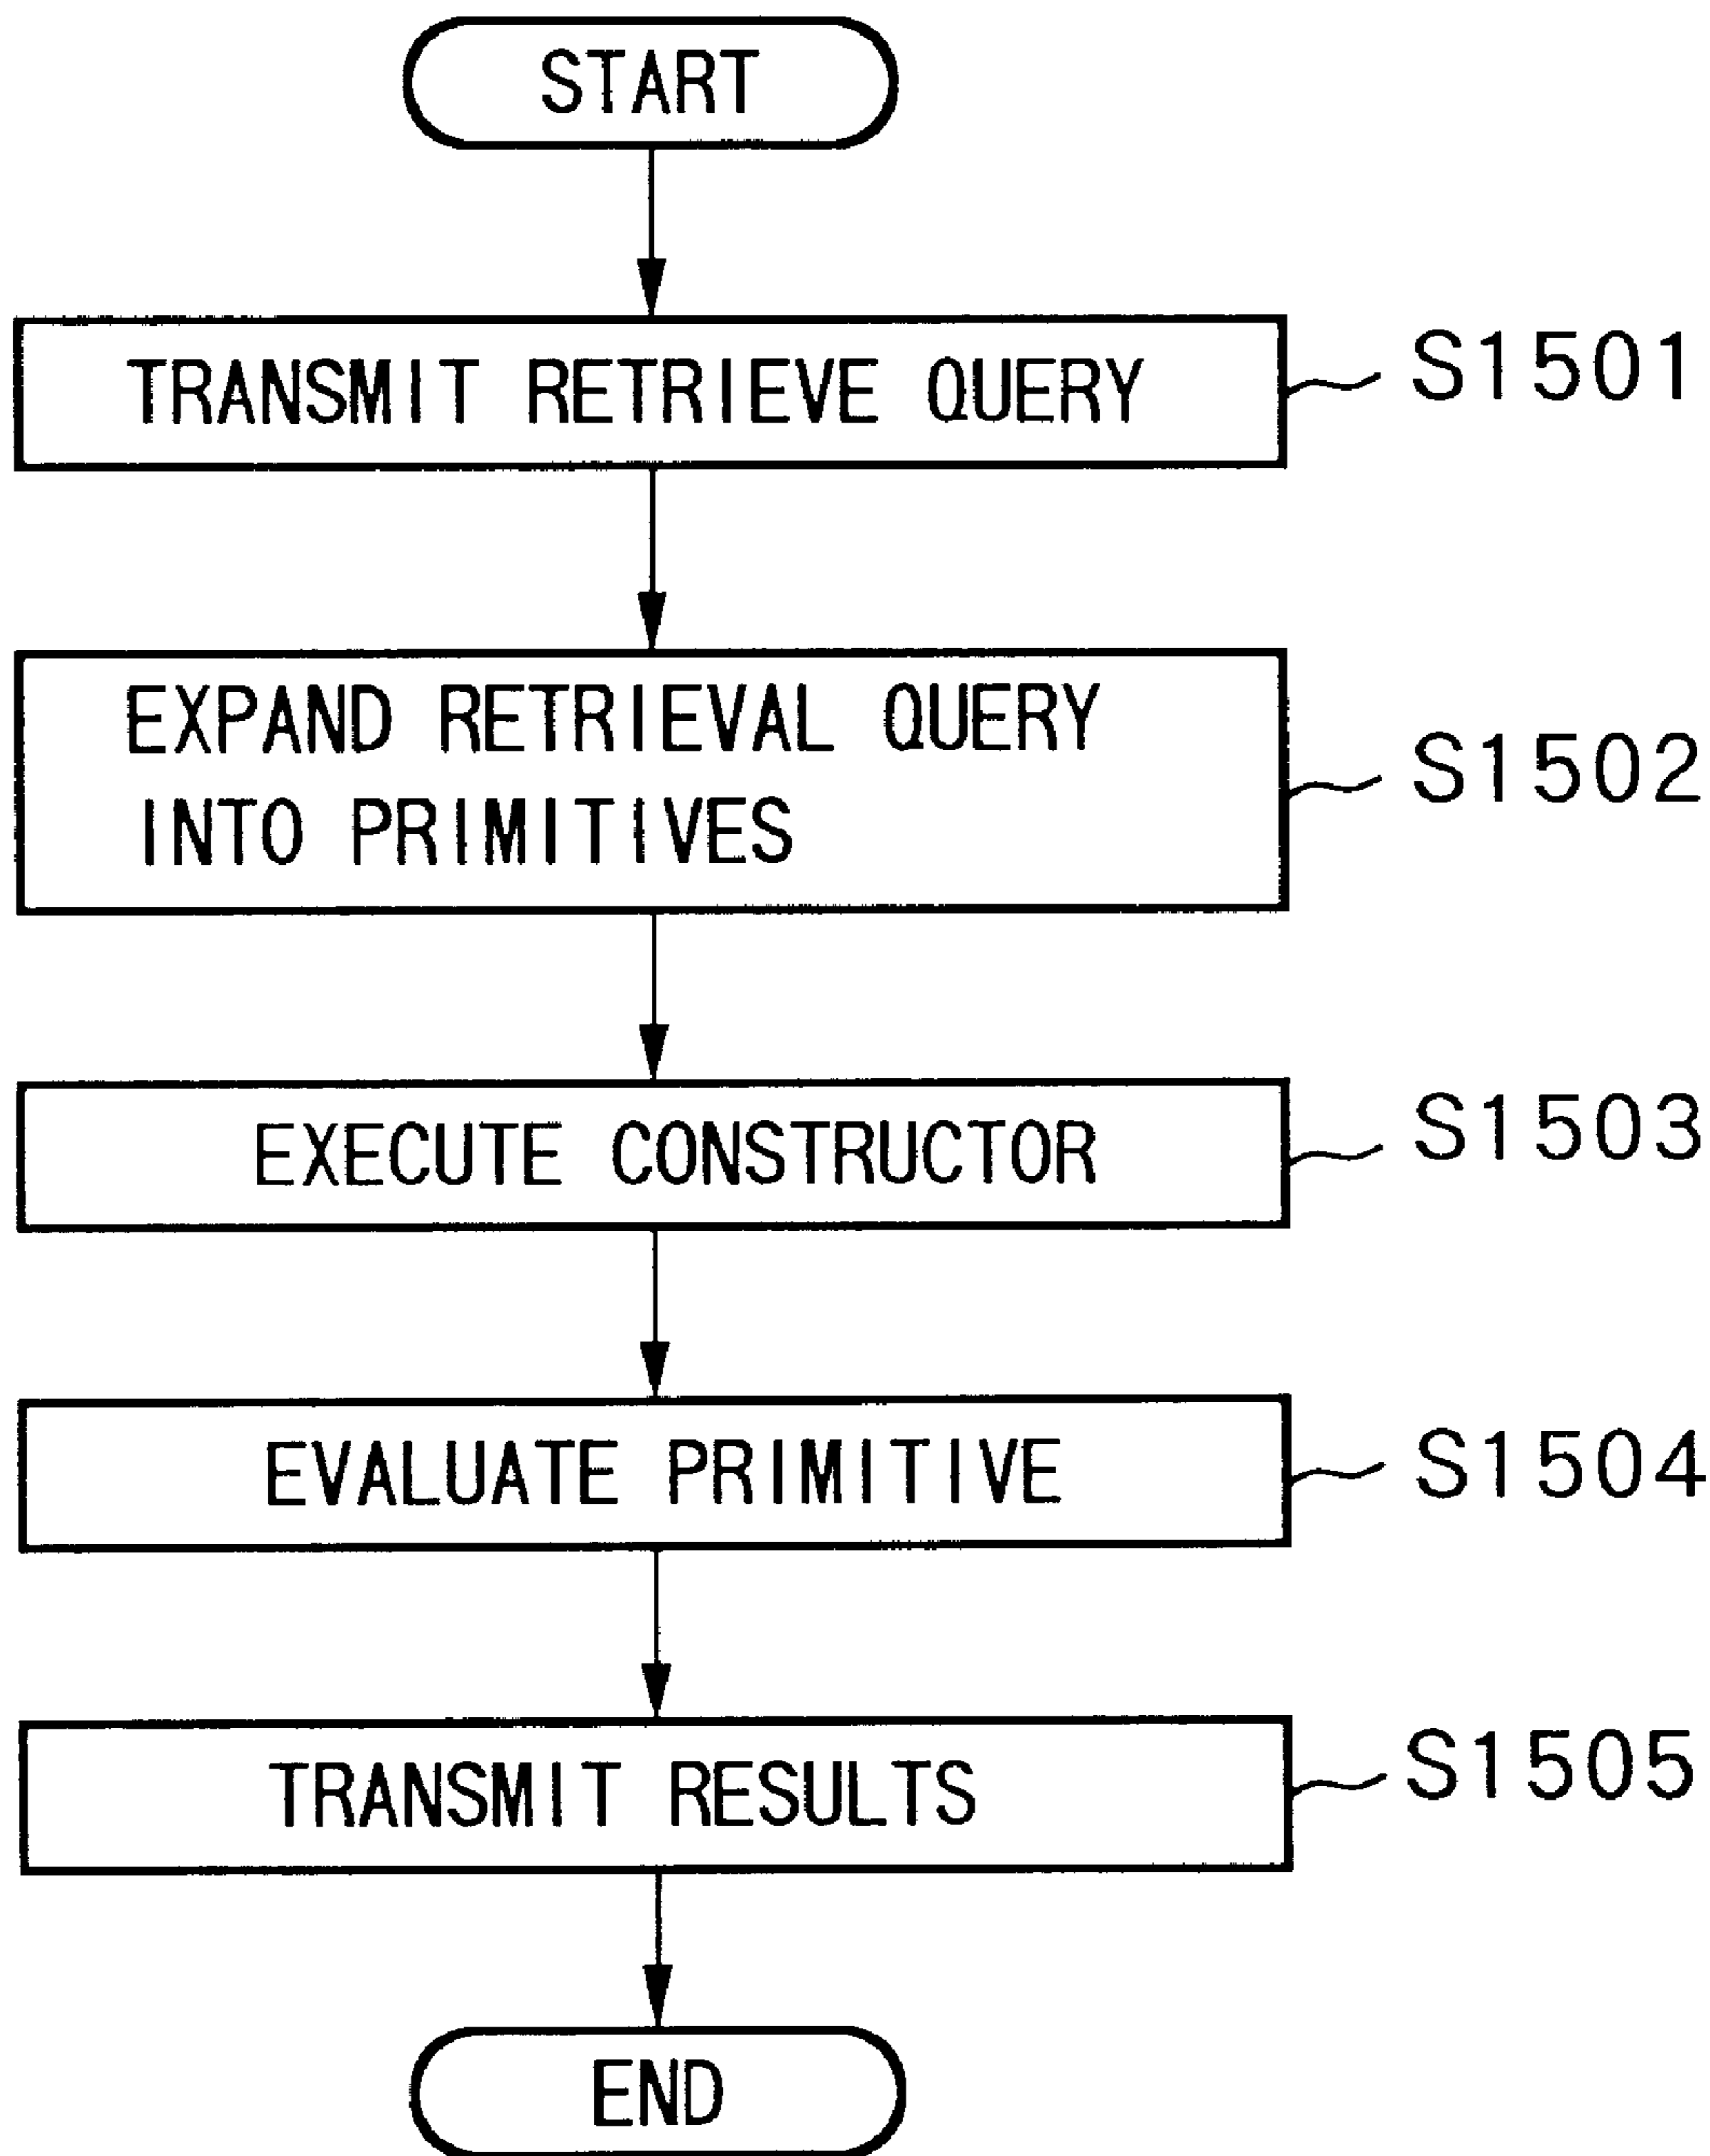 START
TRANSMIT RETRIEVE QUERY
S1501
EXPAND RETRIEVAL QUERY
INTO PRIMITIVES
S1502
EXECUTE CONSTRUCTOR
S1503
EVALUATE PRIMITIVE
S1504
TRANSMIT RESULTS
S1505
END